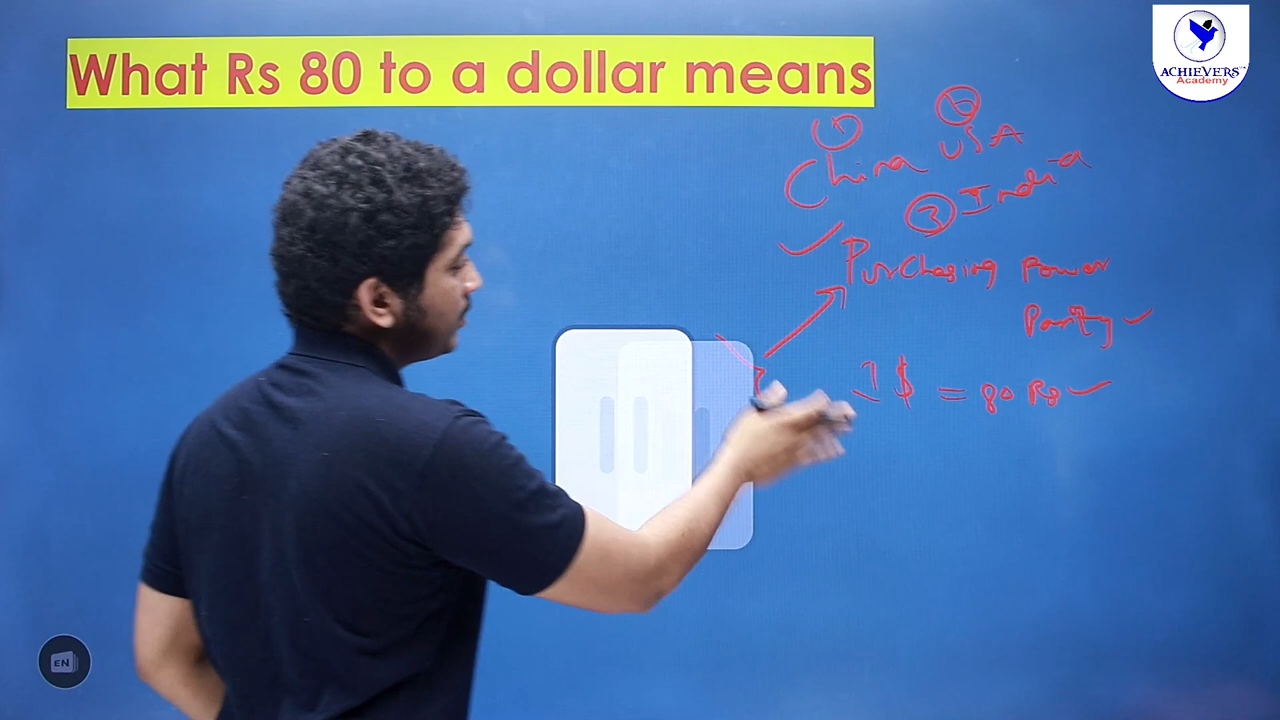 What Rs 80 to a dollar means
ACHIEVERS
Academy
① China ② USA
③ India
Purchasing Power
Parity
1 $ = 80 Rs
EN